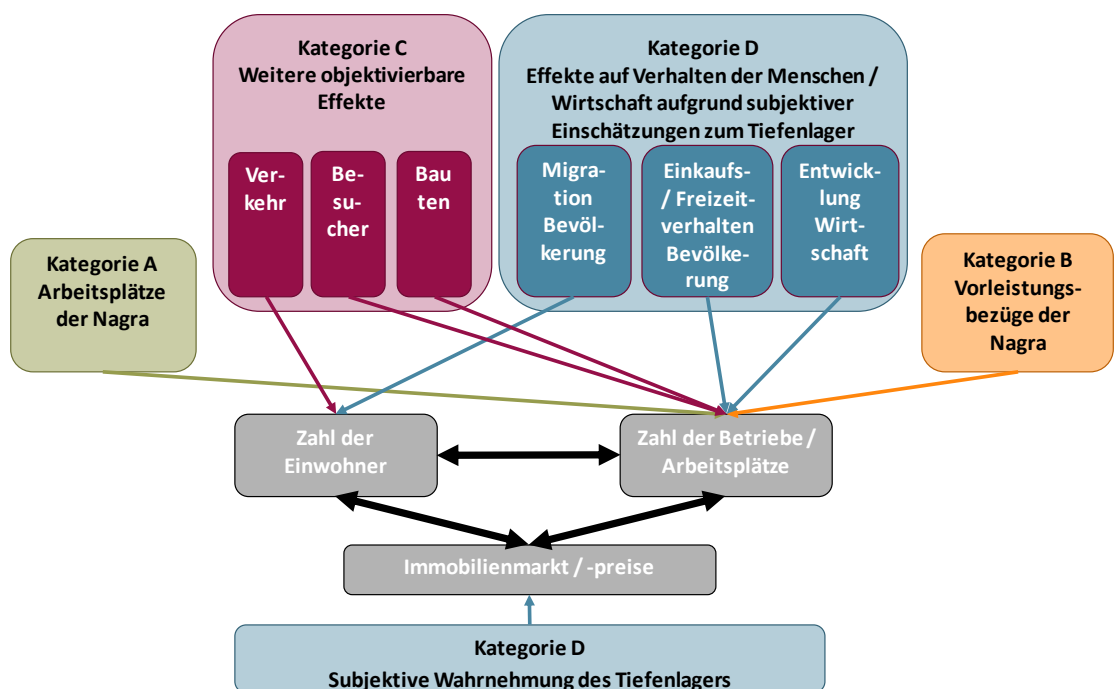 Kategorie C
Weitere objektivierbare
Effekte
Ver-
kehr
Be-
su-
cher
Bau
ten
Kategorie D
Effekte auf Verhalten der Menschen /
Wirtschaft aufgrund subjektiver
Einschätzungen zum Tiefenlager
Migra
tion
Bevöl-
kerung
Einkaufs-
/ Freizeit-
verhalten
Bevölke-
rung
Entwick-
lung
Wirt-
schaft
Kategorie A
Arbeitsplätze
der Nagra
Kategorie B
Vorleistungs-
bezüge der
Nagra
Zahl der
Einwohner
Zahl der Betriebe /
Arbeitsplätze
Immobilienmarkt / -preise
Kategorie D
Subjektive Wahrnehmung des Tiefenlagers